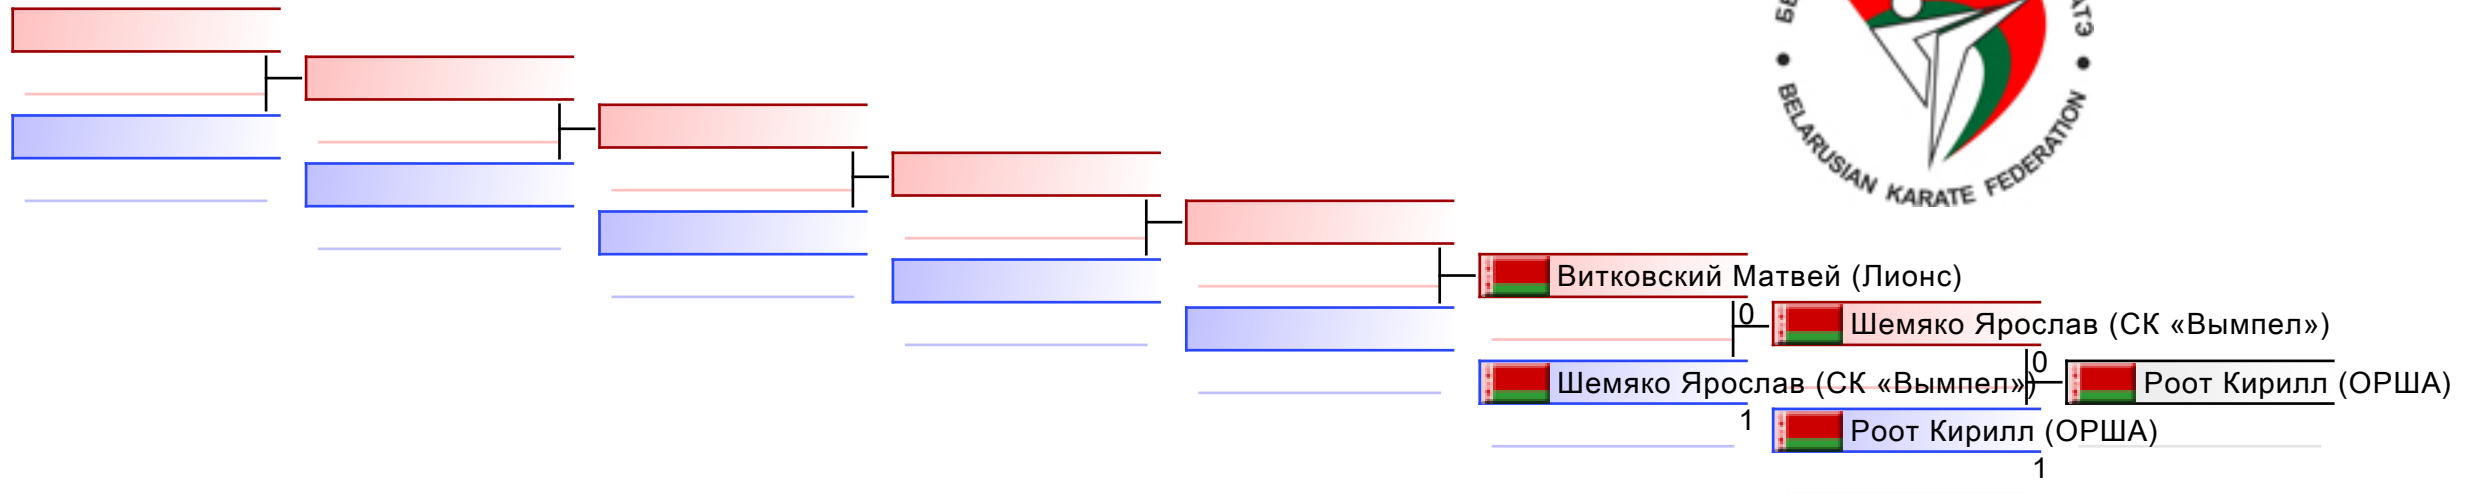 BELARUSIAN KARATE FEDERATION
Витковский Матвей (Лионс)
0
Шемяко Ярослав (СК «Вымпел»)
0
Шемяко Ярослав (СК «Вымпел»)
Роот Кирилл (ОРША)
1
Роот Кирилл (ОРША)
1